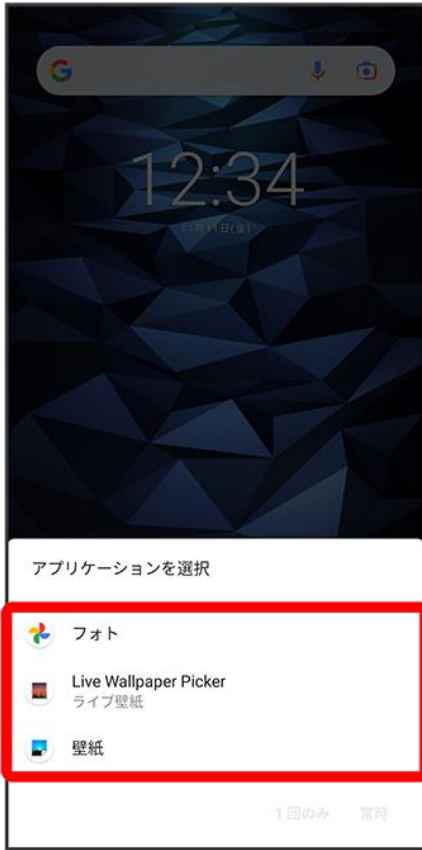 12:34
11月11日(金)
アプリケーションを選択
フォト
Live Wallpaper Picker
ライブ壁紙
壁紙
1回のみ 常時